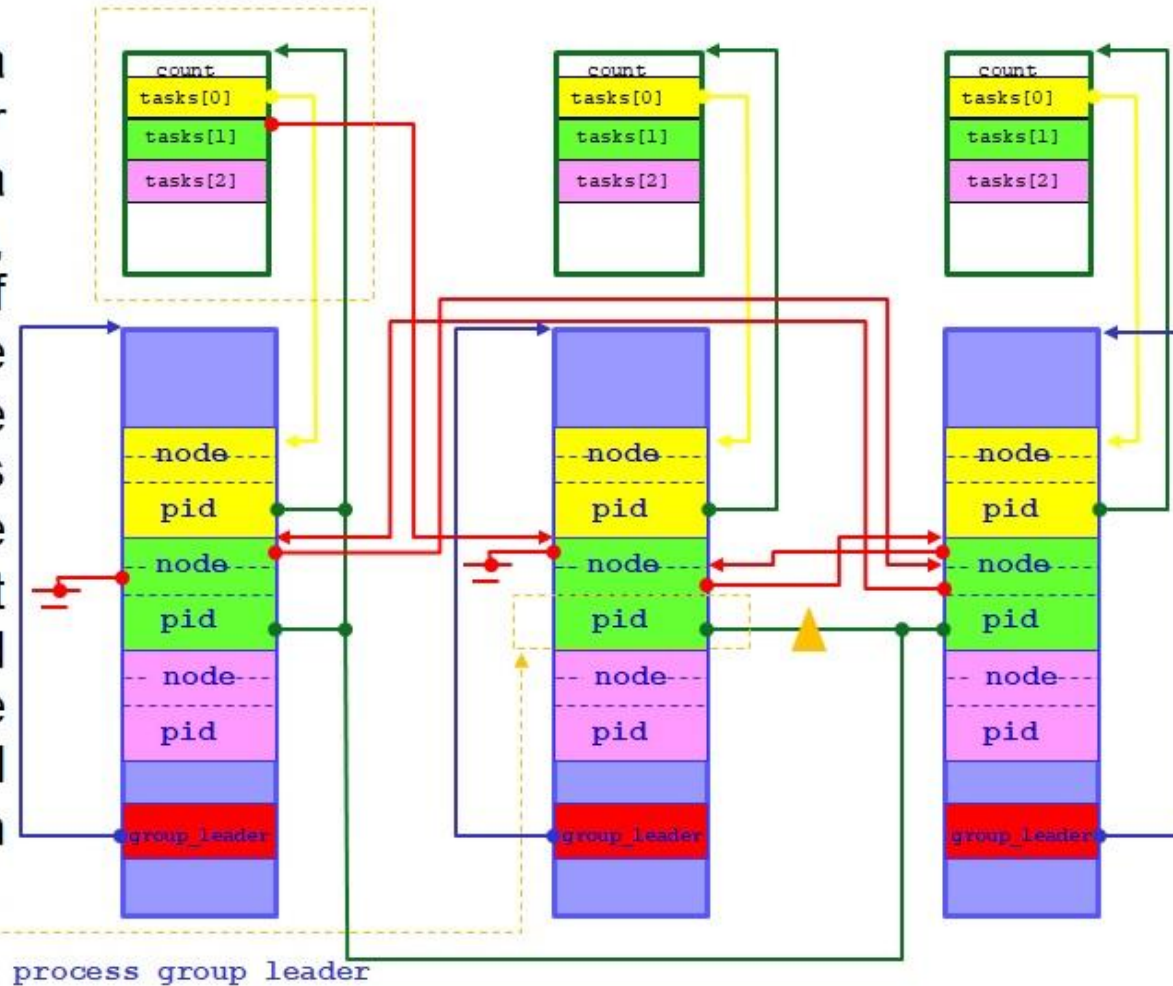 count
tasks[0]
tasks[1]
tasks[2]
count
tasks[0]
tasks[1]
tasks[2]
count
tasks[0]
tasks[1]
tasks[2]
node
pid
node
pid
node
pid
group_leader
node
pid
node
pid
node
pid
group_leader
node
pid
node
pid
node
pid
group_leader
process group leader